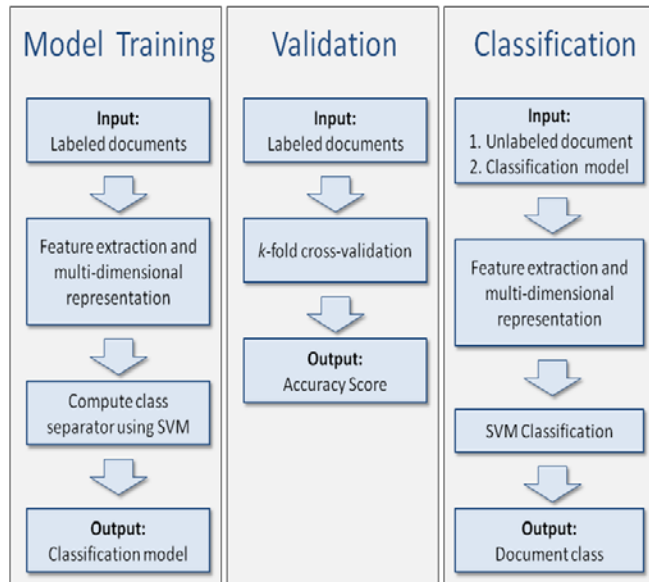 Model Training
Input:
Labeled documents
Feature extraction and
multi-dimensional
representation
Compute class
separator using SVM
Output:
Classification model
Validation
Input:
Labeled documents
k-fold cross-validation
Output:
Accuracy Score
Classification
Input:
1. Unlabeled document
2. Classification model
Feature extraction and
multi-dimensional
representation
SVM Classification
Output:
Document class